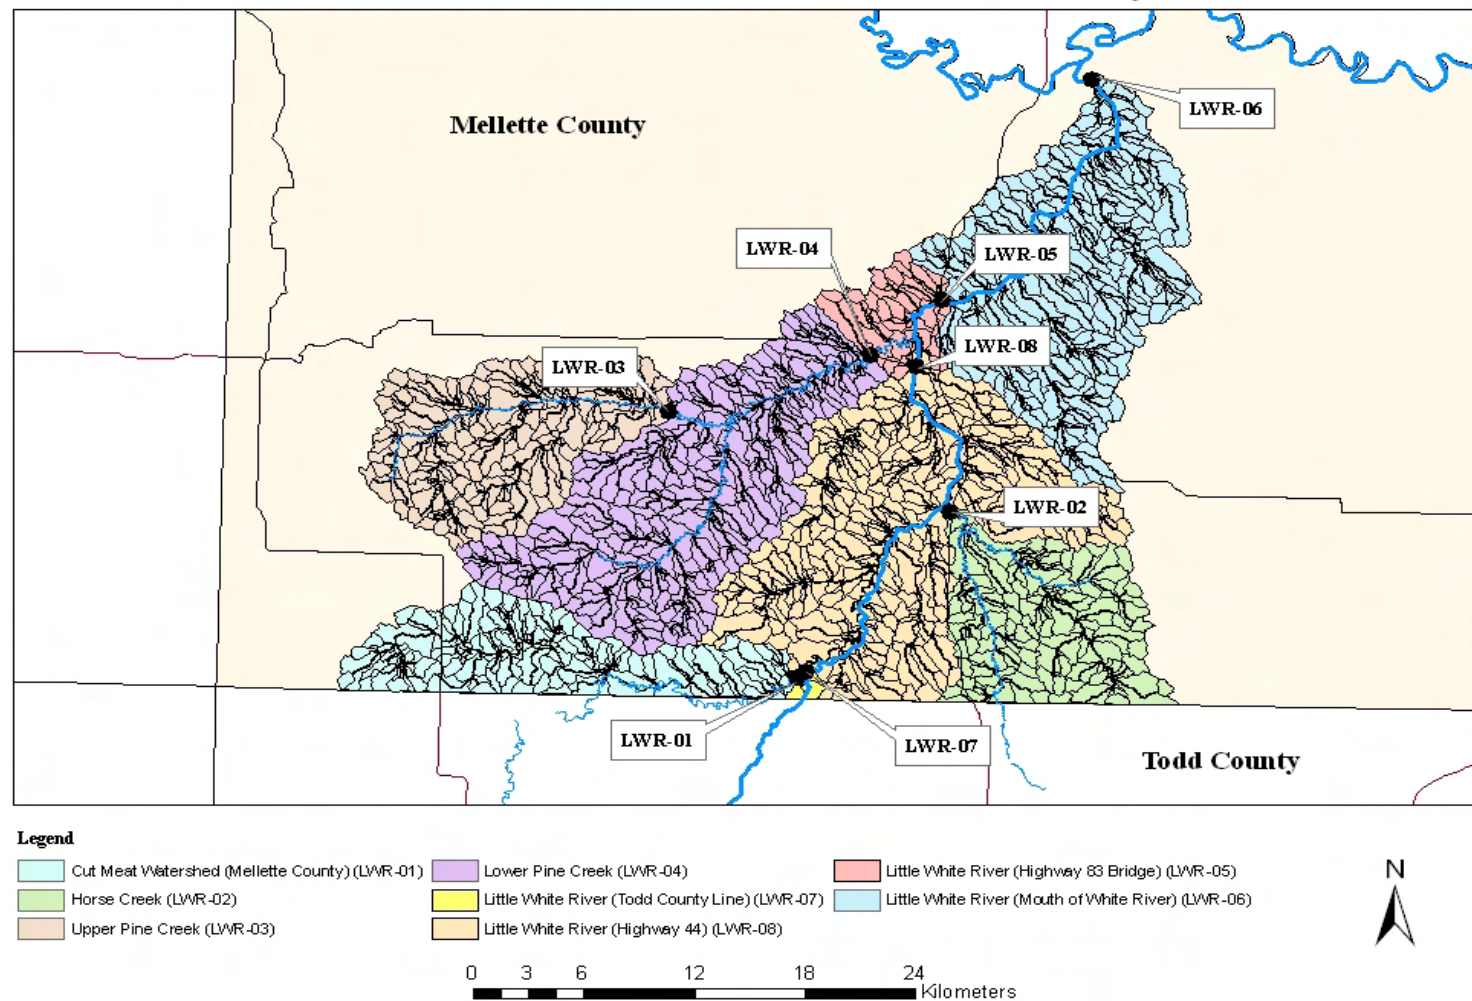 Mellette County
LWR-06
LWR-04
LWR-05
LWR-08
LWR-03
LWR-02
LWR-01
LWR-07
Todd County
Legend
Cut Meat Watershed (Mellette County) (LWR-01)
Horse Creek (LWR-02)
Upper Pine Creek (LWR-03)
Lower Pine Creek (LWR-04)
Little White River (Todd County Line) (LWR-07)
Little White River (Highway 44) (LWR-08)
Little White River (Highway 83 Bridge) (LWR-05)
Little White River (Mouth of White River) (LWR-06)
N
0 3 6 12 18 24
Kilometers